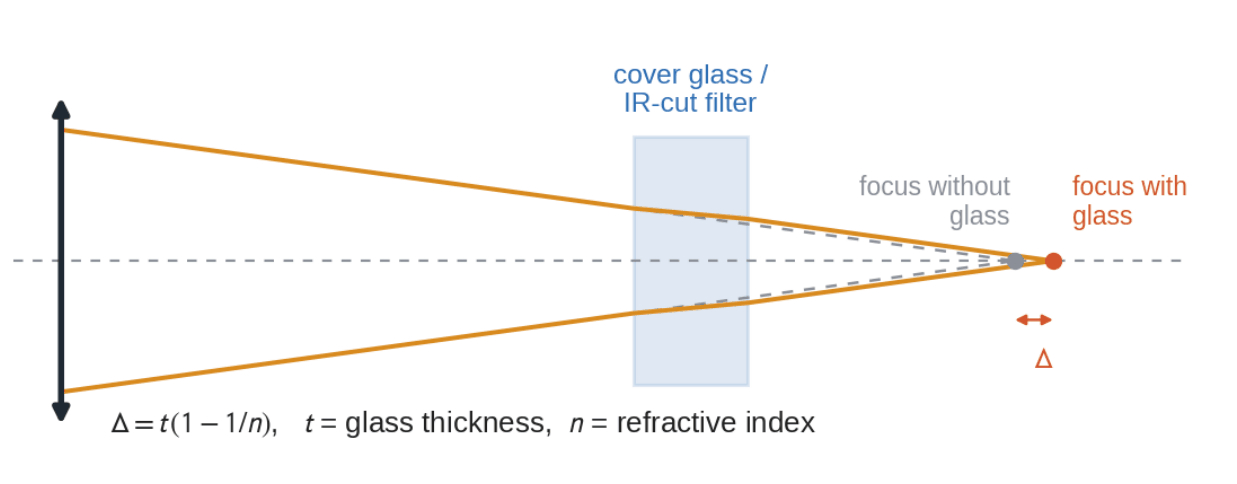 cover glass /
IR-cut filter
focus without
glass
focus with
glass
Δ
Δ = t(1 − 1/n),   t = glass thickness,  n = refractive index